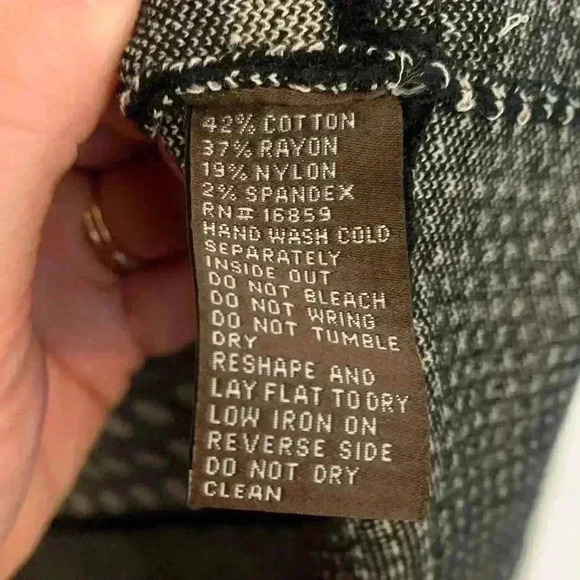 42% COTTON
37% RAYON
19% NYLON
2% SPANDEX
RN# 16859
HAND WASH COLD
SEPARATELY
INSIDE OUT
DO NOT BLEACH
DO NOT WRING
DO NOT TUMBLE
DRY
RESHAPE AND
LAY FLAT TO DRY
LOW IRON ON
REVERSE SIDE
DO NOT DRY
CLEAN